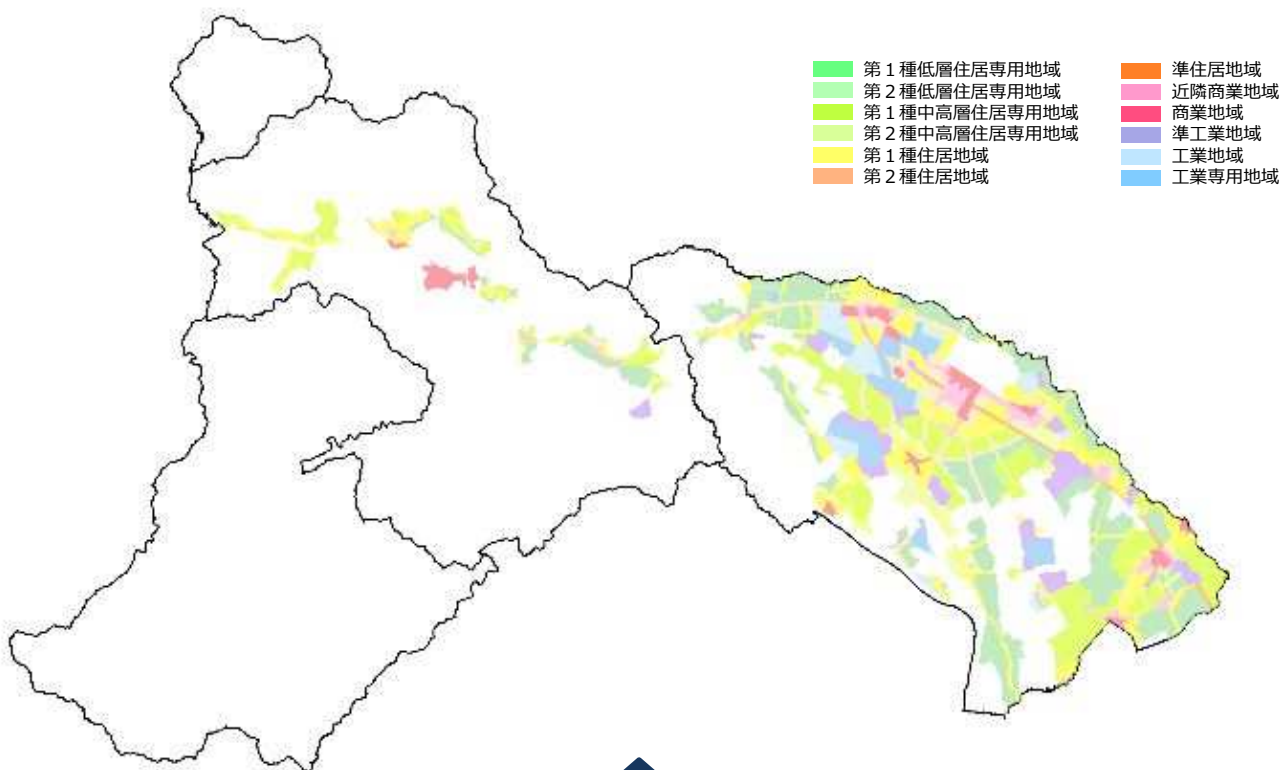 第１種低層住居専用地域
第２種低層住居専用地域
第１種中高層住居専用地域
第２種中高層住居専用地域
第１種住居地域
第２種住居地域
準住居地域
近隣商業地域
商業地域
準工業地域
工業地域
工業専用地域